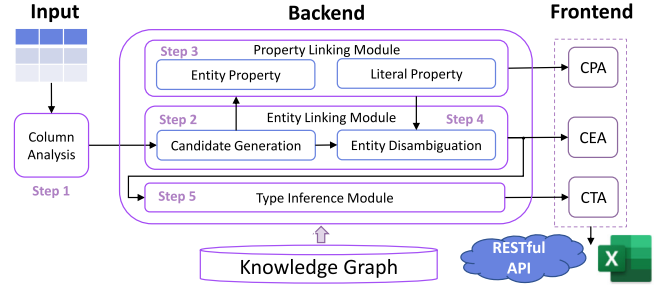 Input
Backend
Frontend
Step 3
Property Linking Module
Entity Property
Literal Property
CPA
Column
Analysis
Step 1
Step 2
Entity Linking Module
Step 4
Candidate Generation
Entity Disambiguation
CEA
Step 5
Type Inference Module
CTA
Knowledge Graph
RESTful
API
X